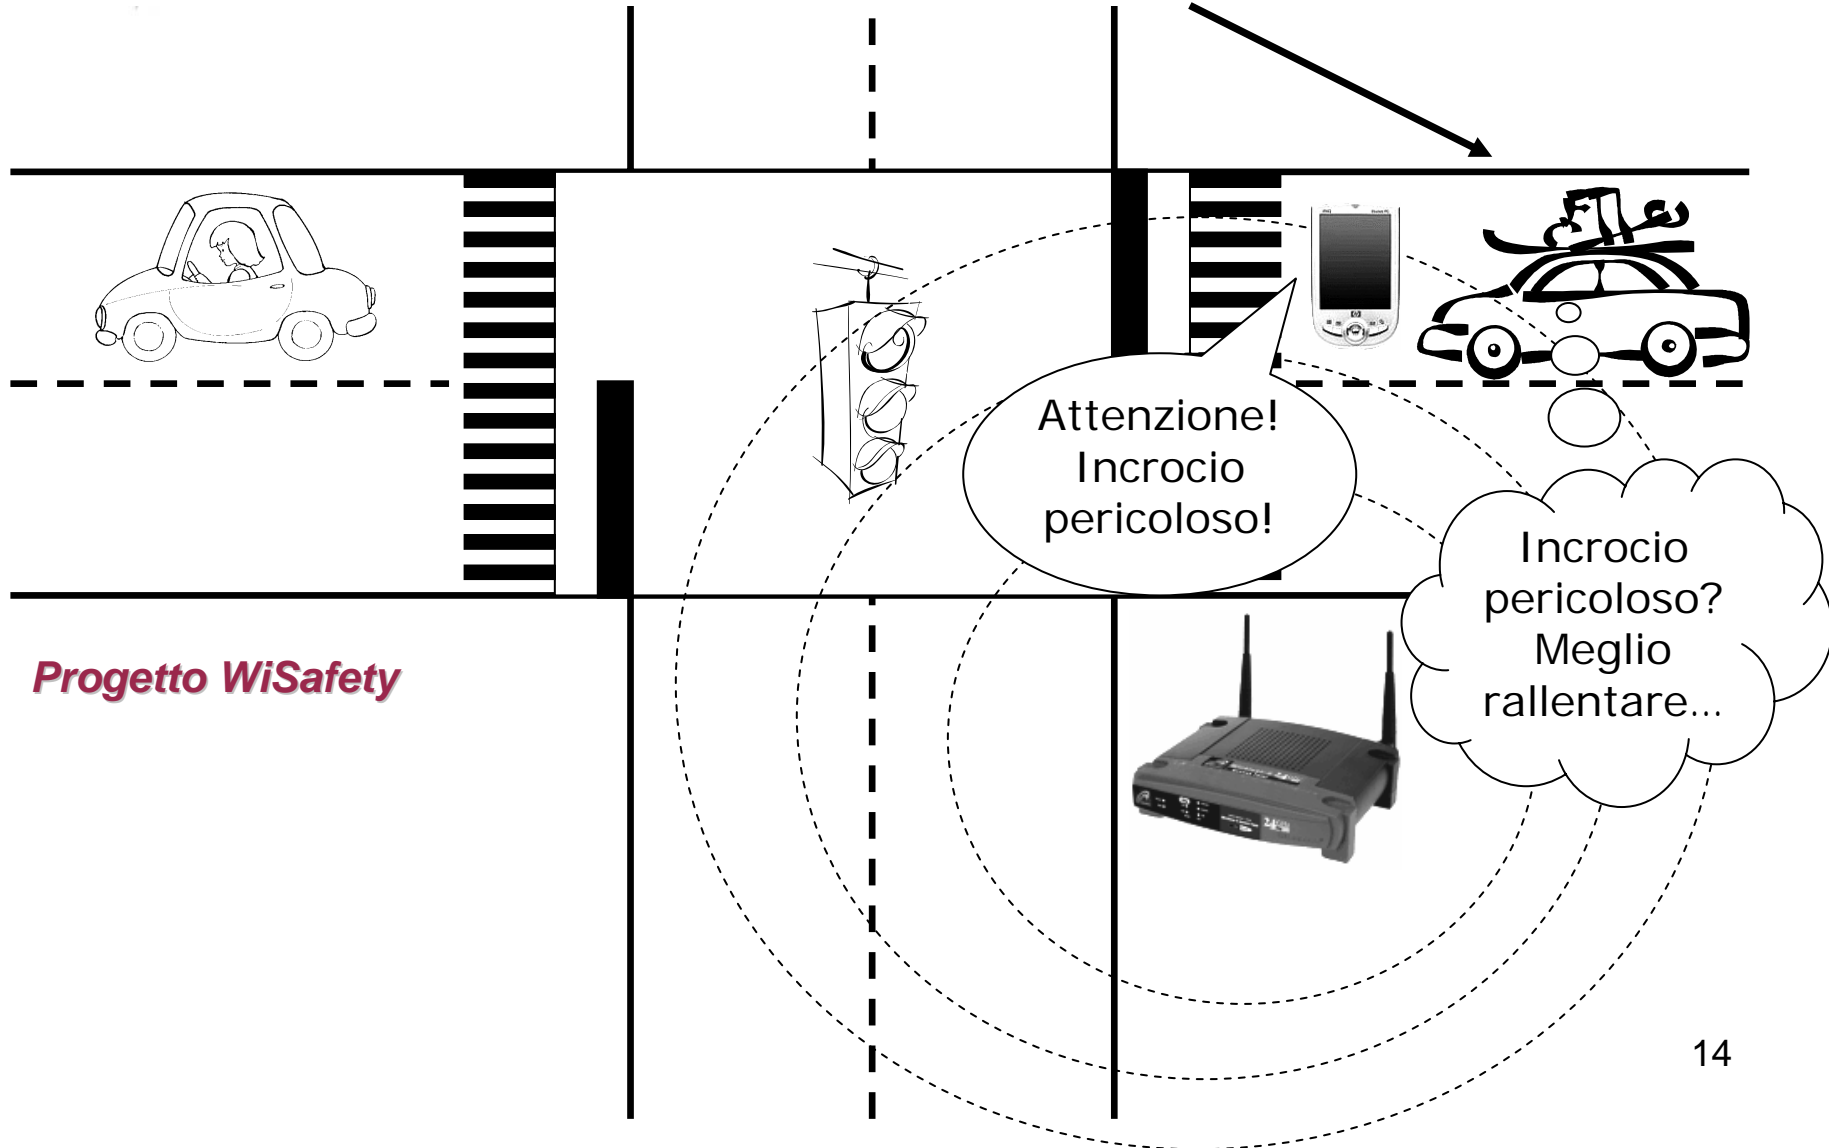 Attenzione!
Incrocio
pericoloso!
Incrocio
pericoloso?
Meglio
rallentare...
Progetto WiSafety
14